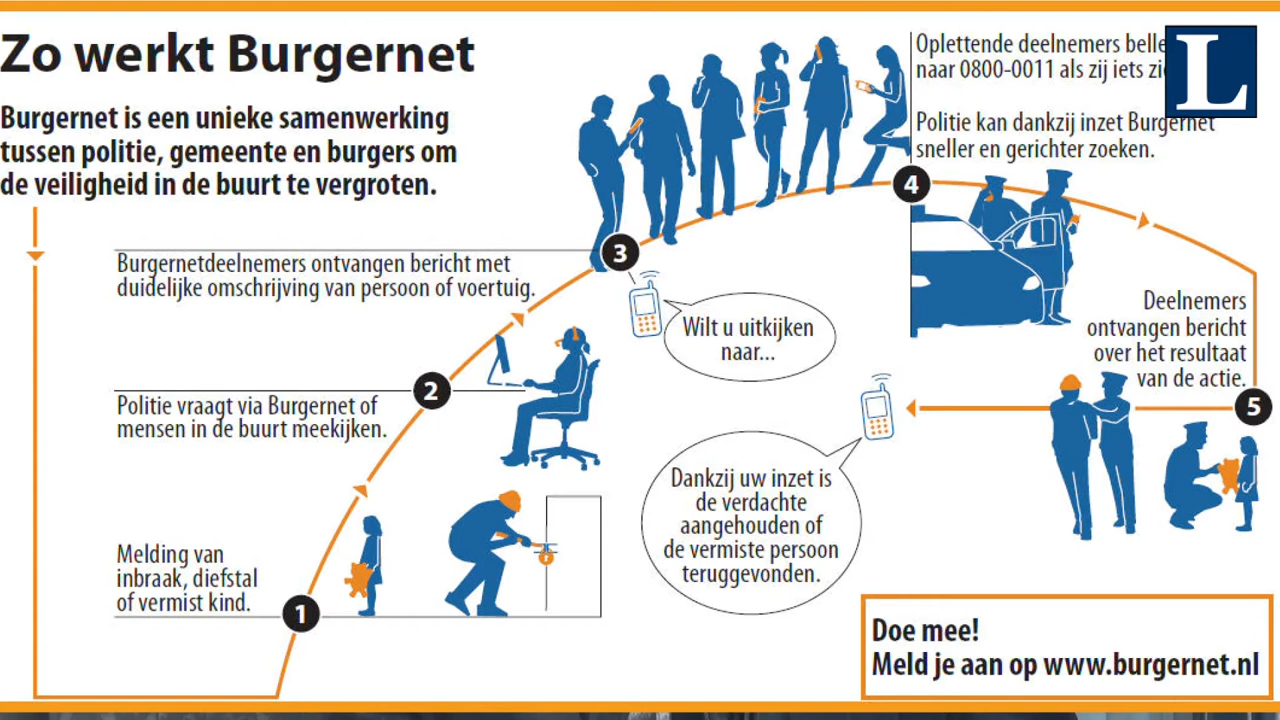 Zo werkt Burgernet
Burgernet is een unieke samenwerking
tussen politie, gemeente en burgers om
de veiligheid in de buurt te vergroten.
1
Melding van
inbraak, diefstal
of vermist kind.
2
Politie vraagt via Burgernet of
mensen in de buurt meekijken.
3
Burgernetdeelnemers ontvangen bericht met
duidelijke omschrijving van persoon of voertuig.
Wilt u uitkijken
naar...
4
Oplettende deelnemers
naar 0800-0011 als zij iets
L
Politie kan dankzij inzet Burgernet
sneller en gerichter zoeken.
5
Deelnemers
ontvangen bericht
over het resultaat
van de actie.
Dankzij uw inzet is
de verdachte
aangehouden of
de vermiste persoon
teruggevonden.
Doe mee!
Meld je aan op www.burgernet.nl